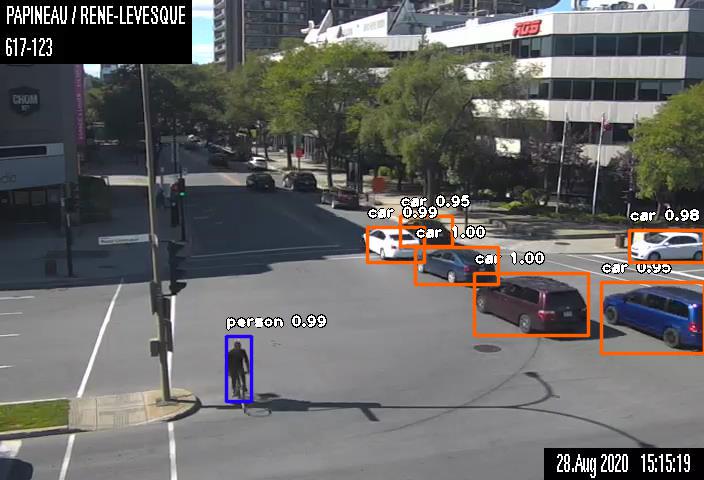 PAPINEAU / RENE-LEVESQUE
617-123
CHOM
car 0.95
car 0.99
car 0.98
car 1.00
car 1.00
car 0.95
person 0.99
28.Aug 2020 15:15:19